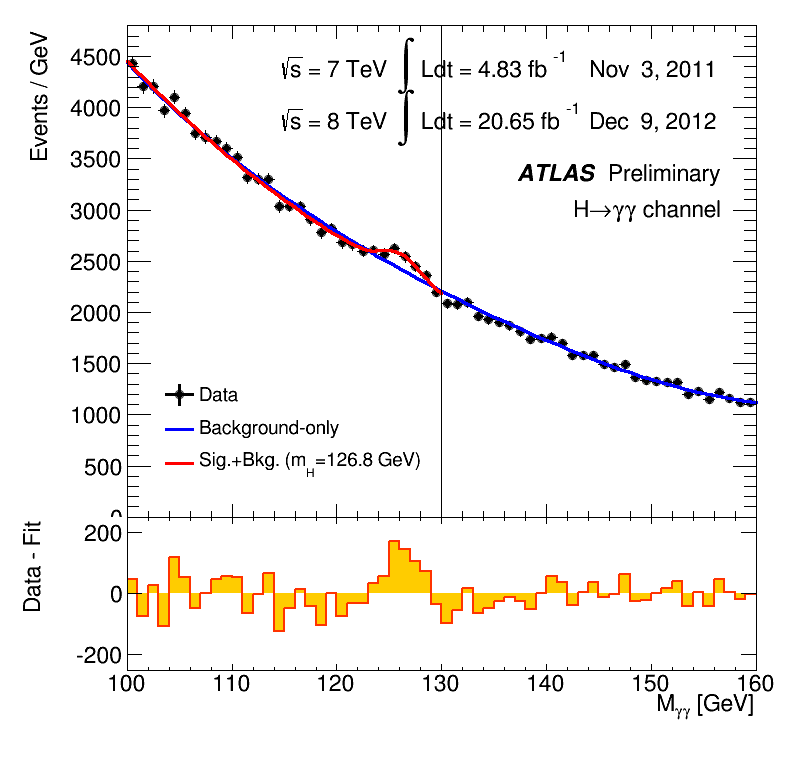 Events / GeV
4500
4000
3500
3000
2500
2000
1500
1000
500
0
√s = 7 TeV ∫ Ldt = 4.83 fb⁻¹ Nov 3, 2011
√s = 8 TeV ∫ Ldt = 20.65 fb⁻¹ Dec 9, 2012
ATLAS Preliminary
H→γγ channel
Data
Background-only
Sig.+Bkg. (m_H=126.8 GeV)
Data - Fit
200
0
-200
100 110 120 130 140 150 160
M_γγ [GeV]